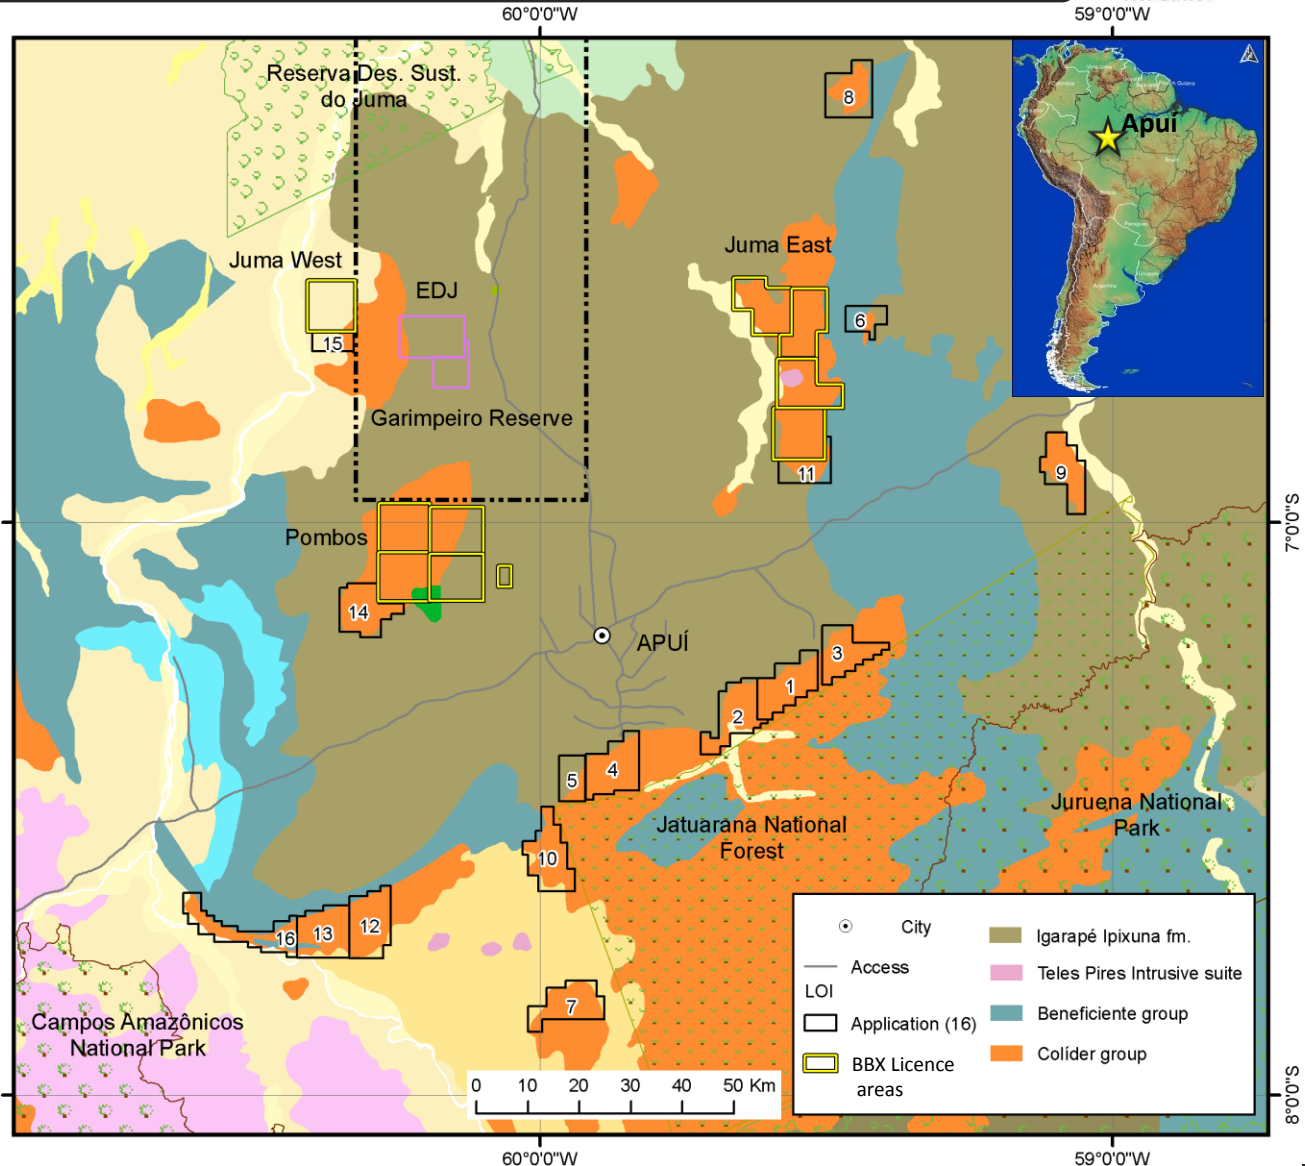 60°0'0"W
59°0'0"W
Reserva Des. Sust.
do Juma
8
Apuí
Juma East
Juma West
EDJ
6
15
Garimpeiro Reserve
11
9
7°0'0"S
Pombos
14
APUÍ
3
1
2
4
5
Juruena National
Park
Jatuarana National
Forest
10
12
13
16
7
Campos Amazônicos
National Park
City
Access
LOI
Application (16)
BBX Licence
areas
Igarapé Ipixuna fm.
Teles Pires Intrusive suite
Beneficiente group
Colíder group
0 10 20 30 40 50 Km
8°0'0"S
60°0'0"W
59°0'0"W